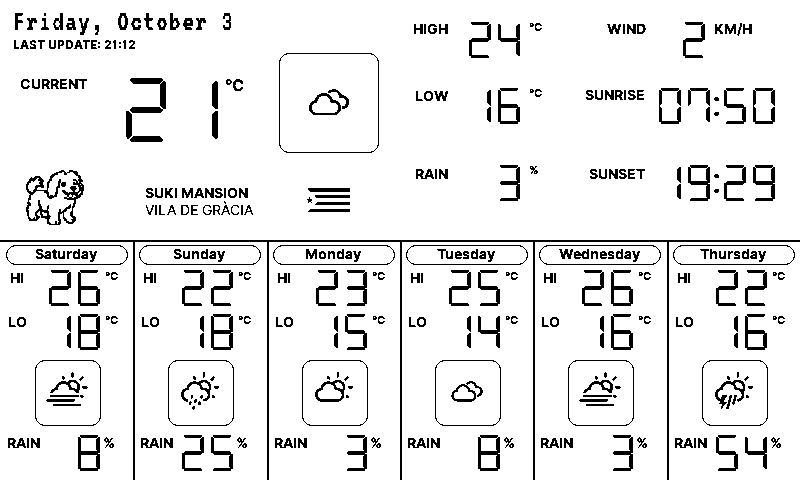 Friday, October 3
LAST UPDATE: 21:12
CURRENT 21 °C
HIGH 24 °C
WIND 2 KM/H
LOW 16 °C
SUNRISE 07:50
RAIN 3 %
SUNSET 19:29
SUKI MANSION
VILA DE GRÀCIA
Saturday
HI 26 °C
LO 18 °C
RAIN 8 %
Sunday
HI 22 °C
LO 18 °C
RAIN 25 %
Monday
HI 23 °C
LO 15 °C
RAIN 3 %
Tuesday
HI 25 °C
LO 14 °C
RAIN 8 %
Wednesday
HI 26 °C
LO 16 °C
RAIN 3 %
Thursday
HI 22 °C
LO 16 °C
RAIN 54 %